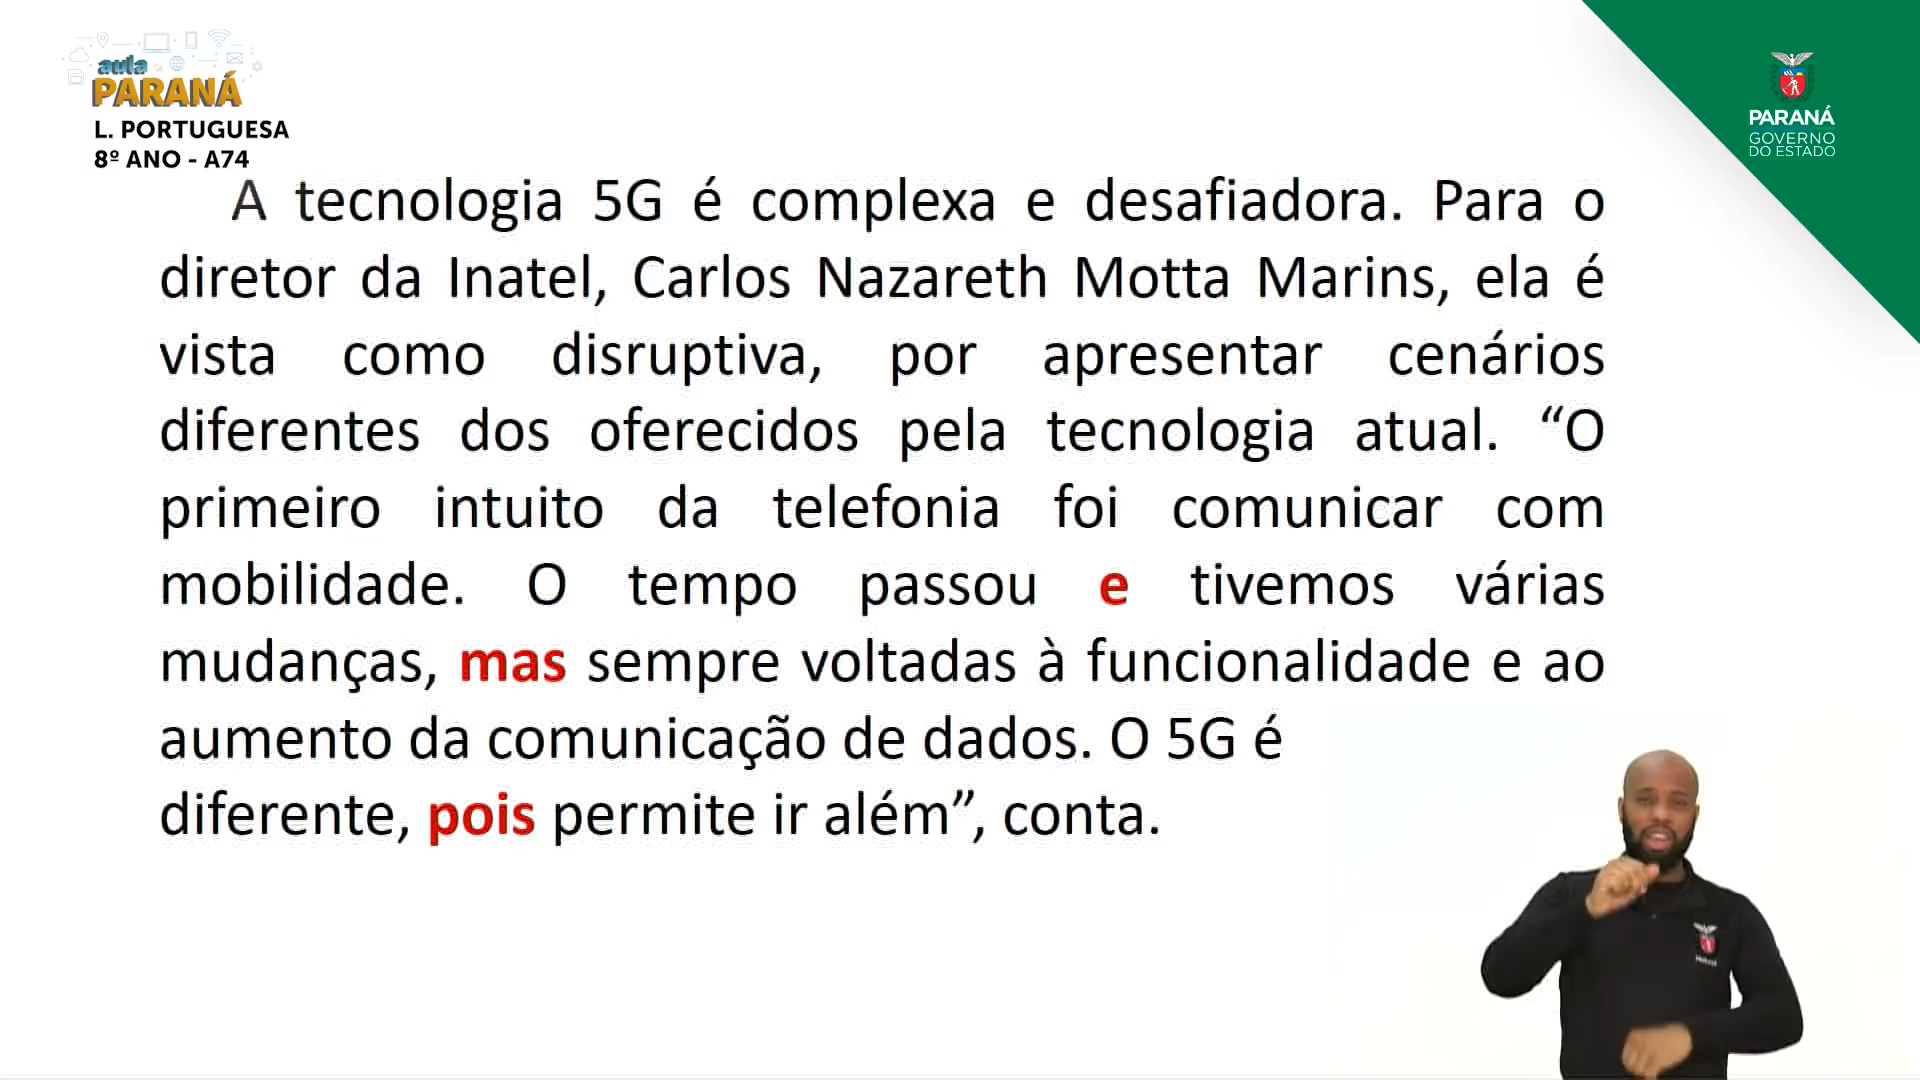 aula
PARANÁ
L. PORTUGUESA
8º ANO - A74
PARANÁ
GOVERNO
DO ESTADO
A tecnologia 5G é complexa e desafiadora. Para o
diretor da Inatel, Carlos Nazareth Motta Marins, ela é
vista como disruptiva, por apresentar cenários
diferentes dos oferecidos pela tecnologia atual. “O
primeiro intuito da telefonia foi comunicar com
mobilidade. O tempo passou e tivemos várias
mudanças, mas sempre voltadas à funcionalidade e ao
aumento da comunicação de dados. O 5G é
diferente, pois permite ir além”, conta.